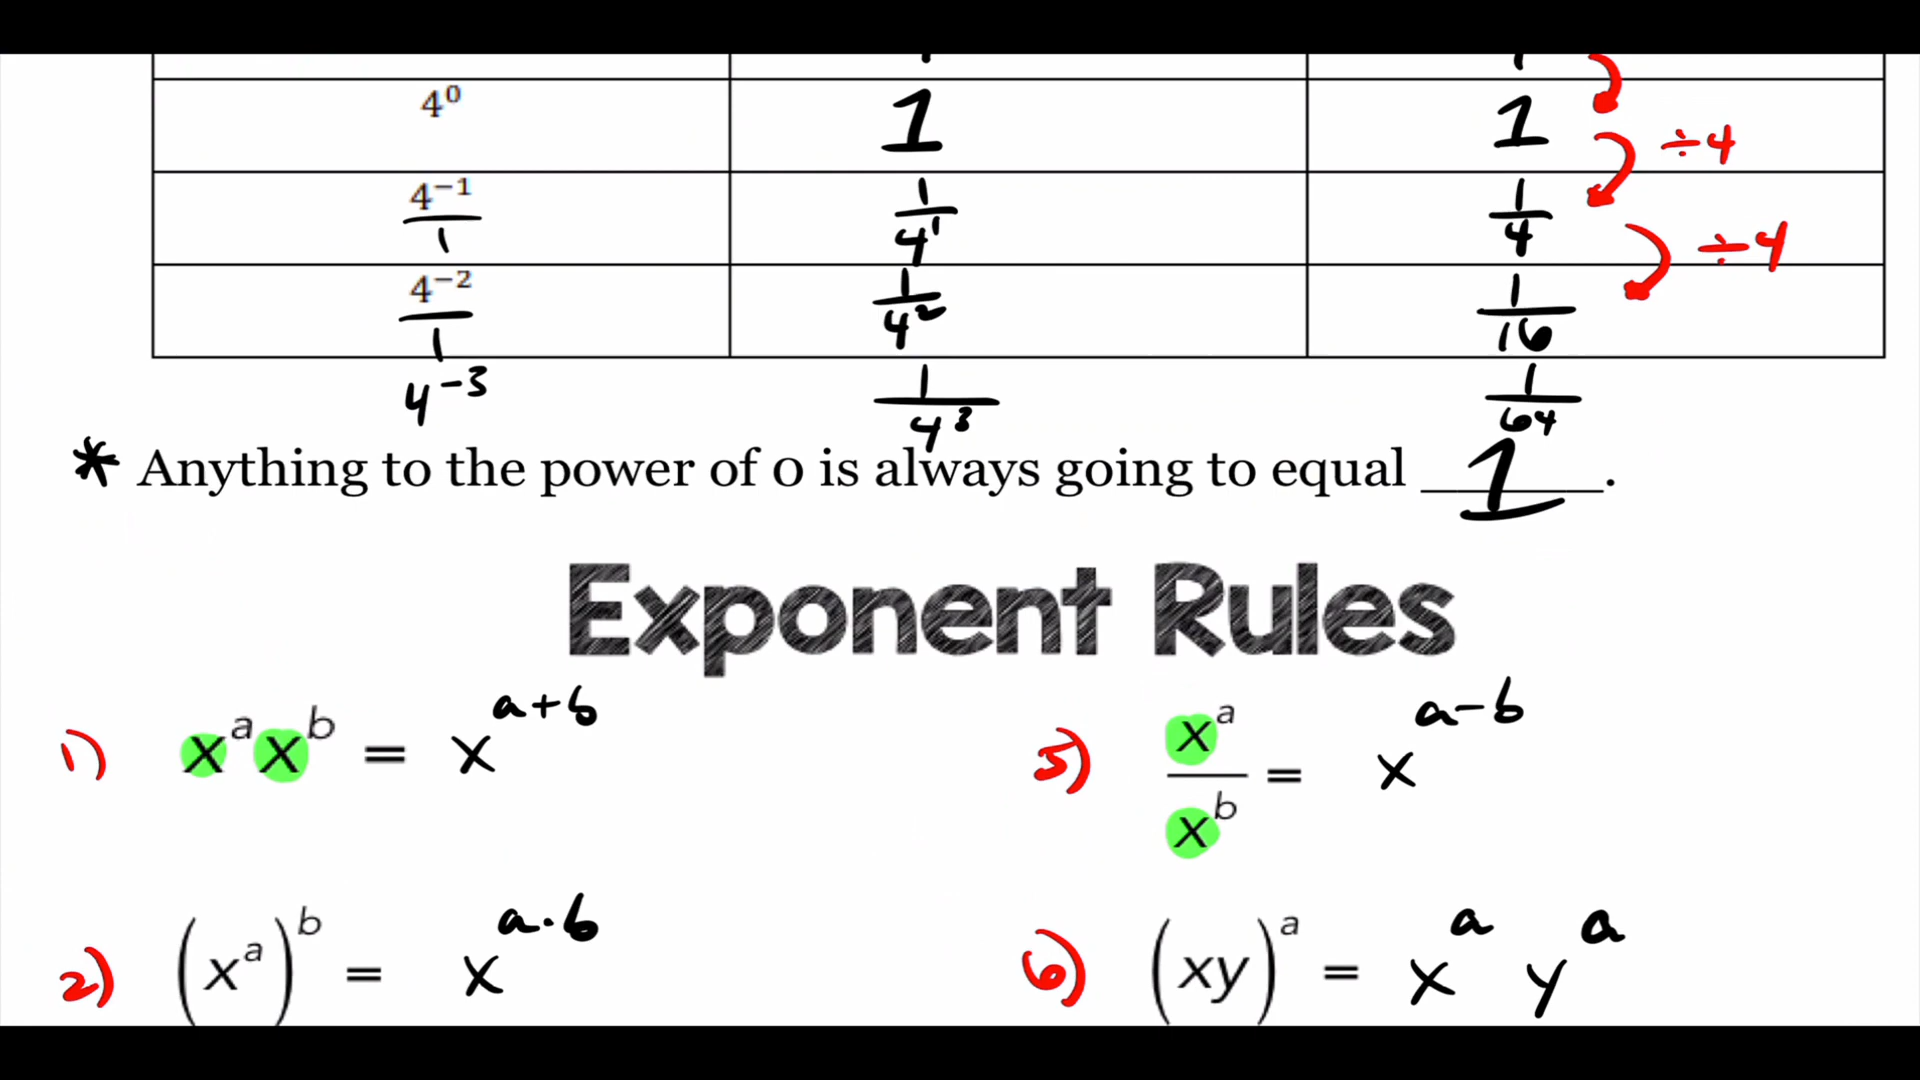 4⁰ 1 1
÷4
4⁻¹/1 1/4¹ 1/4
÷4
4⁻²/1 1/4² 1/16
4⁻³ 1/4³ 1/64
* Anything to the power of 0 is always going to equal 1.
Exponent Rules
1) xᵃxᵇ = xᵃ⁺ᵇ
5) xᵃ/xᵇ = xᵃ⁻ᵇ
2) (xᵃ)ᵇ = xᵃ·ᵇ
6) (xy)ᵃ = xᵃ yᵃ